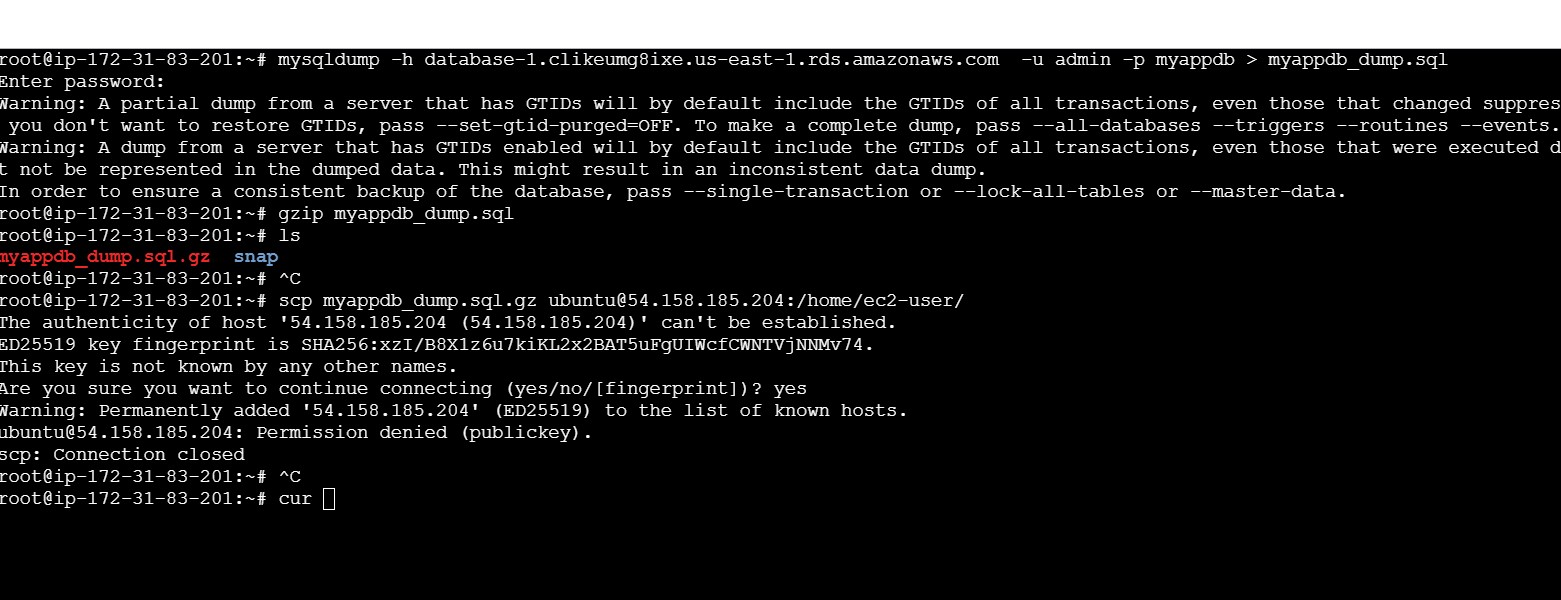 root@ip-172-31-83-201:~# mysqldump -h database-1.clikeumg8ixe.us-east-1.rds.amazonaws.com  -u admin -p myappdb > myappdb_dump.sql
Enter password:
Warning: A partial dump from a server that has GTIDs will by default include the GTIDs of all transactions, even those that changed suppres
you don't want to restore GTIDs, pass --set-gtid-purged=OFF. To make a complete dump, pass --all-databases --triggers --routines --events.
Warning: A dump from a server that has GTIDs enabled will by default include the GTIDs of all transactions, even those that were executed d
t not be represented in the dumped data. This might result in an inconsistent data dump.
In order to ensure a consistent backup of the database, pass --single-transaction or --lock-all-tables or --master-data.
root@ip-172-31-83-201:~# gzip myappdb_dump.sql
root@ip-172-31-83-201:~# ls
myappdb_dump.sql.gz  snap
root@ip-172-31-83-201:~# ^C
root@ip-172-31-83-201:~# scp myappdb_dump.sql.gz ubuntu@54.158.185.204:/home/ec2-user/
The authenticity of host '54.158.185.204 (54.158.185.204)' can't be established.
ED25519 key fingerprint is SHA256:xzI/B8X1z6u7kiKL2x2BAT5uFgUIWcfCWNTVjNNMv74.
This key is not known by any other names.
Are you sure you want to continue connecting (yes/no/[fingerprint])? yes
Warning: Permanently added '54.158.185.204' (ED25519) to the list of known hosts.
ubuntu@54.158.185.204: Permission denied (publickey).
scp: Connection closed
root@ip-172-31-83-201:~# ^C
root@ip-172-31-83-201:~# cur